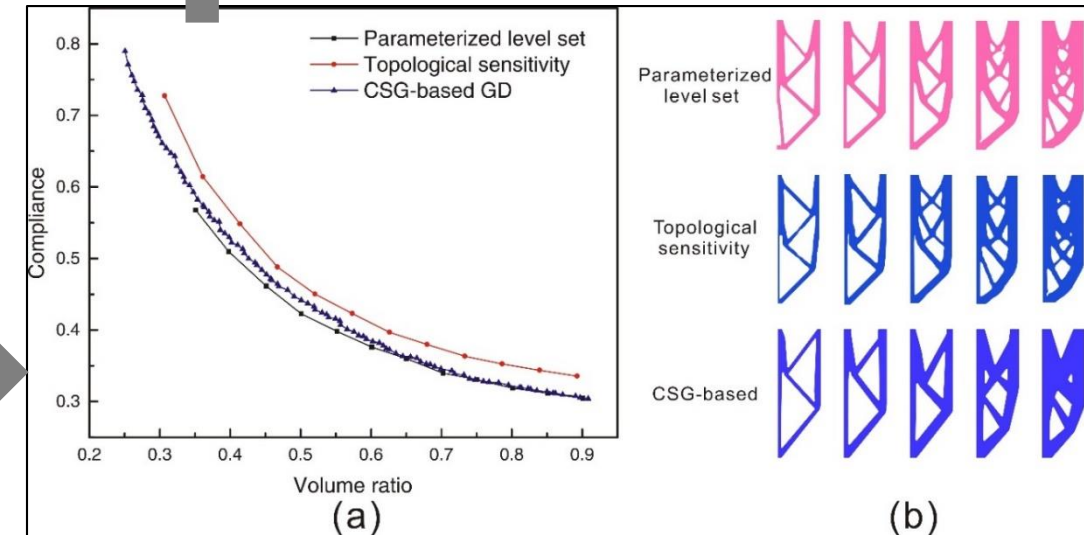 Parameterized level set
Topological sensitivity
CSG-based GD
0.8
0.7
0.6
0.5
0.4
0.3
Compliance
0.2 0.3 0.4 0.5 0.6 0.7 0.8 0.9
Volume ratio
(a)
Parameterized
level set
Topological
sensitivity
CSG-based
(b)